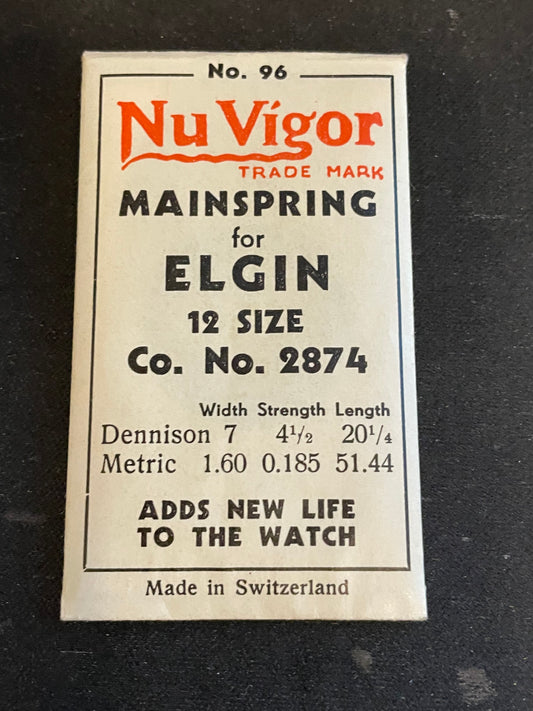 No. 96
Nu Vigor
TRADE MARK
MAINSPRING
for
ELGIN
12 SIZE
Co. No. 2874
Width Strength Length
Dennison 7 4½ 20¼
Metric 1.60 0.185 51.44
ADDS NEW LIFE
TO THE WATCH
Made in Switzerland